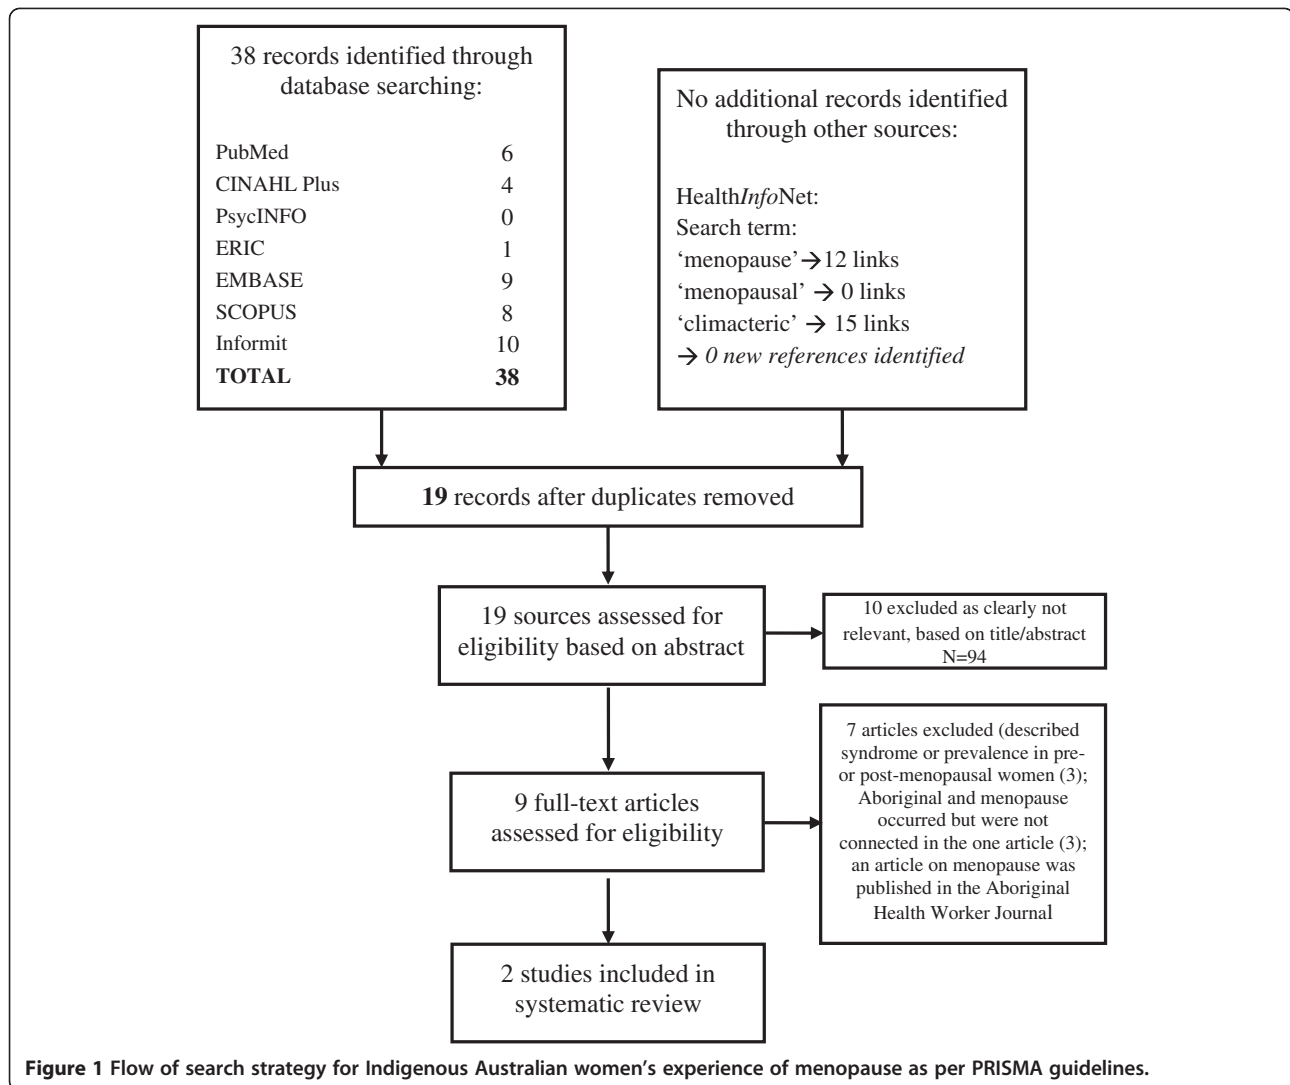 38 records identified through
database searching:
PubMed 6
CINAHL Plus 4
PsycINFO 0
ERIC 1
EMBASE 9
SCOPUS 8
Informit 10
TOTAL 38
No additional records identified
through other sources:
HealthInfoNet:
Search term:
‘menopause’→12 links
‘menopausal’ → 0 links
‘climacteric’ → 15 links
→ 0 new references identified
19 records after duplicates removed
19 sources assessed for
eligibility based on abstract
10 excluded as clearly not
relevant, based on title/abstract
N=94
9 full-text articles
assessed for eligibility
7 articles excluded (described
syndrome or prevalence in pre-
or post-menopausal women (3);
Aboriginal and menopause
occurred but were not
connected in the one article (3);
an article on menopause was
published in the Aboriginal
Health Worker Journal
2 studies included in
systematic review
Figure 1 Flow of search strategy for Indigenous Australian women’s experience of menopause as per PRISMA guidelines.